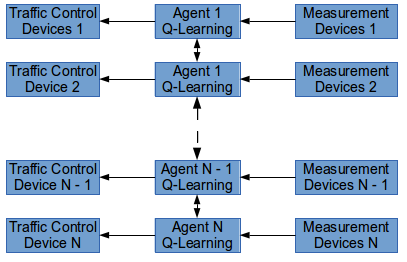 Traffic Control
Devices 1
Agent 1
Q-Learning
Measurement
Devices 1
Traffic Control
Device 2
Agent 1
Q-Learning
Measurement
Devices 2
Traffic Control
Device N - 1
Agent N - 1
Q-Learning
Measurement
Devices N - 1
Traffic Control
Device N
Agent N
Q-Learning
Measurement
Devices N